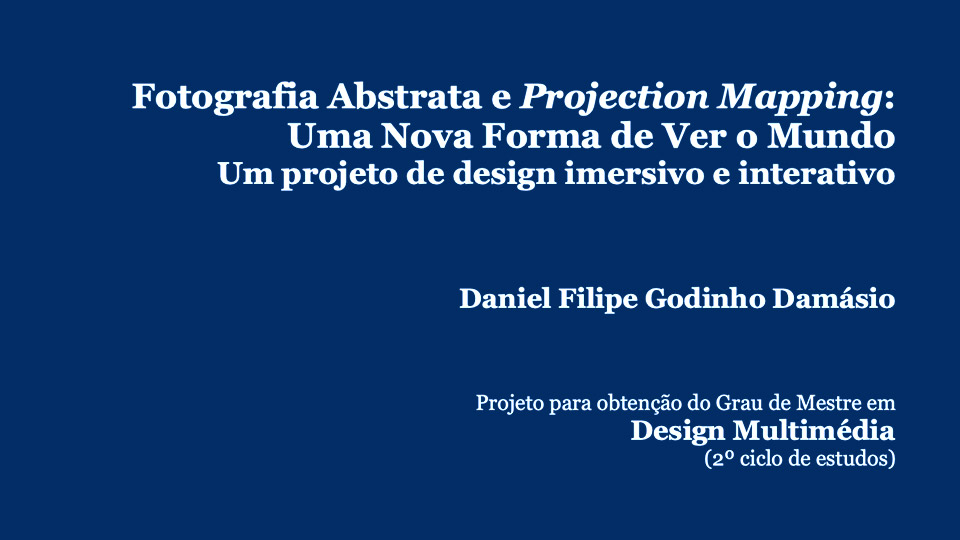 Fotografia Abstrata e Projection Mapping:
Uma Nova Forma de Ver o Mundo
Um projeto de design imersivo e interativo
Daniel Filipe Godinho Damásio
Projeto para obtenção do Grau de Mestre em
Design Multimédia
(2º ciclo de estudos)